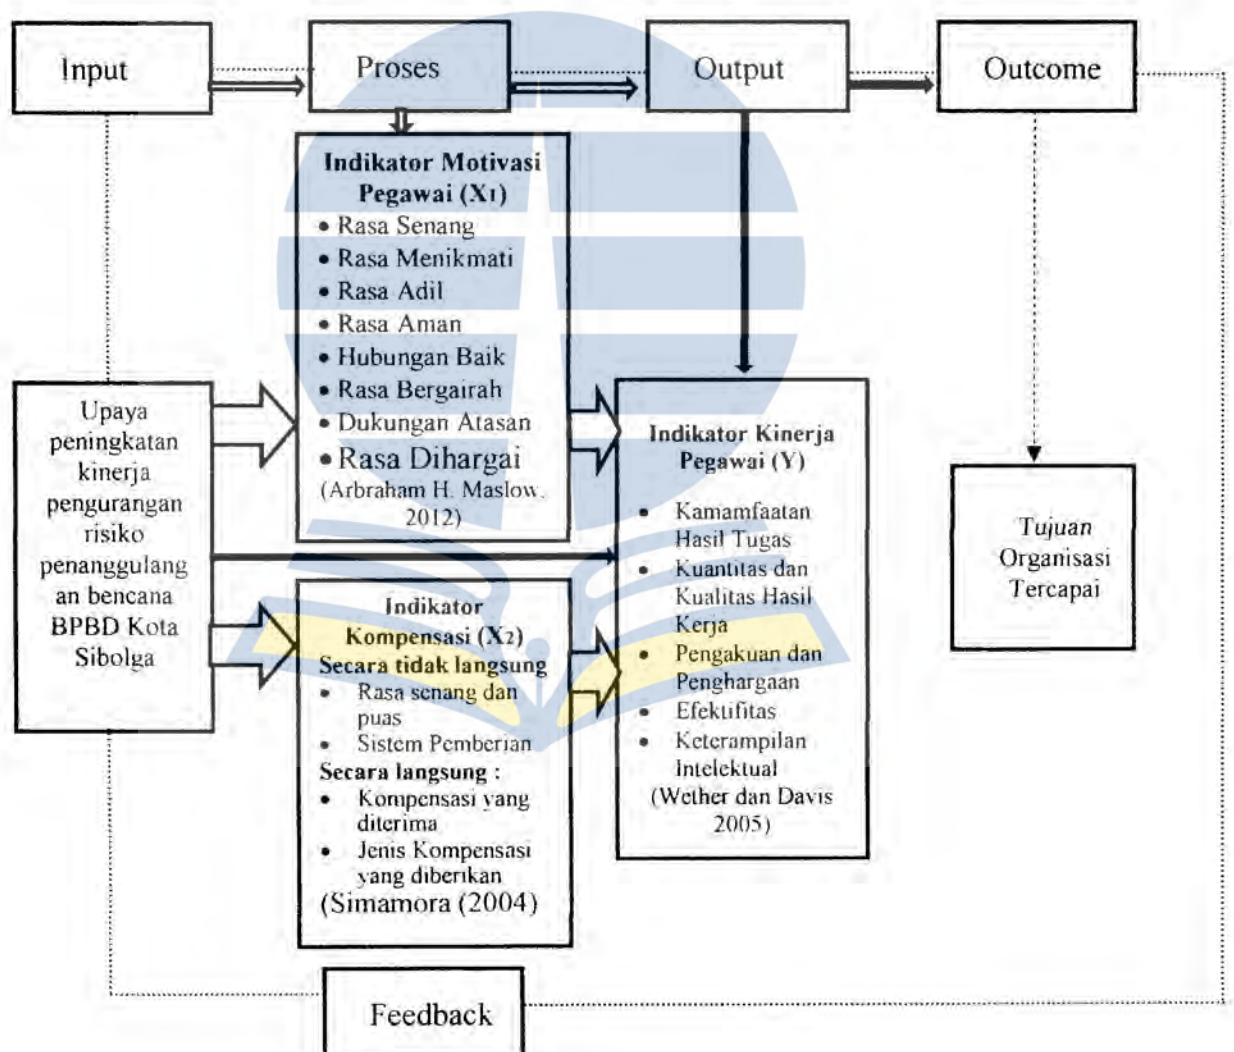 Input
Proses
Output
Outcome
Indikator Motivasi
Pegawai (X1)
• Rasa Senang
• Rasa Menikmati
• Rasa Adil
• Rasa Aman
• Hubungan Baik
• Rasa Bergairah
• Dukungan Atasan
• Rasa Dihargai
(Arbraham H. Maslow.
2012)
Upaya
peningkatan
kinerja
pengurangan
risiko
penanggulang
an bencana
BPBD Kota
Sibolga
Indikator
Kompensasi (X2)
Secara tidak langsung
• Rasa senang dan
puas
• Sistem Pemberian
Secara langsung :
• Kompensasi yang
diterima
• Jenis Kompensasi
yang diberikan
(Simamora (2004)
Indikator Kinerja
Pegawai (Y)
• Kamamfaatan
Hasil Tugas
• Kuantitas dan
Kualitas Hasil
Kerja
• Pengakuan dan
Penghargaan
• Efektifitas
• Keterampilan
Intelektual
(Wether dan Davis
2005)
Tujuan
Organisasi
Tercapai
Feedback